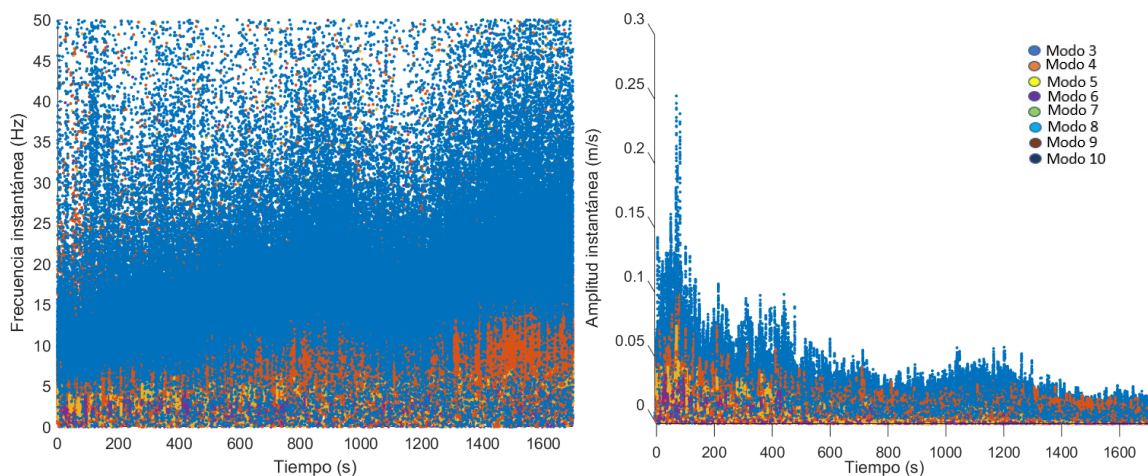 50
45
40
35
30
25
20
15
10
5
0
Frecuencia instantánea (Hz)
0 200 400 600 800 1000 1200 1400 1600
Tiempo (s)
0.3
0.25
0.2
0.15
0.1
0.05
0
Amplitud instantánea (m/s)
0 200 400 600 800 1000 1200 1400 1600
Tiempo (s)
Modo 3
Modo 4
Modo 5
Modo 6
Modo 7
Modo 8
Modo 9
Modo 10